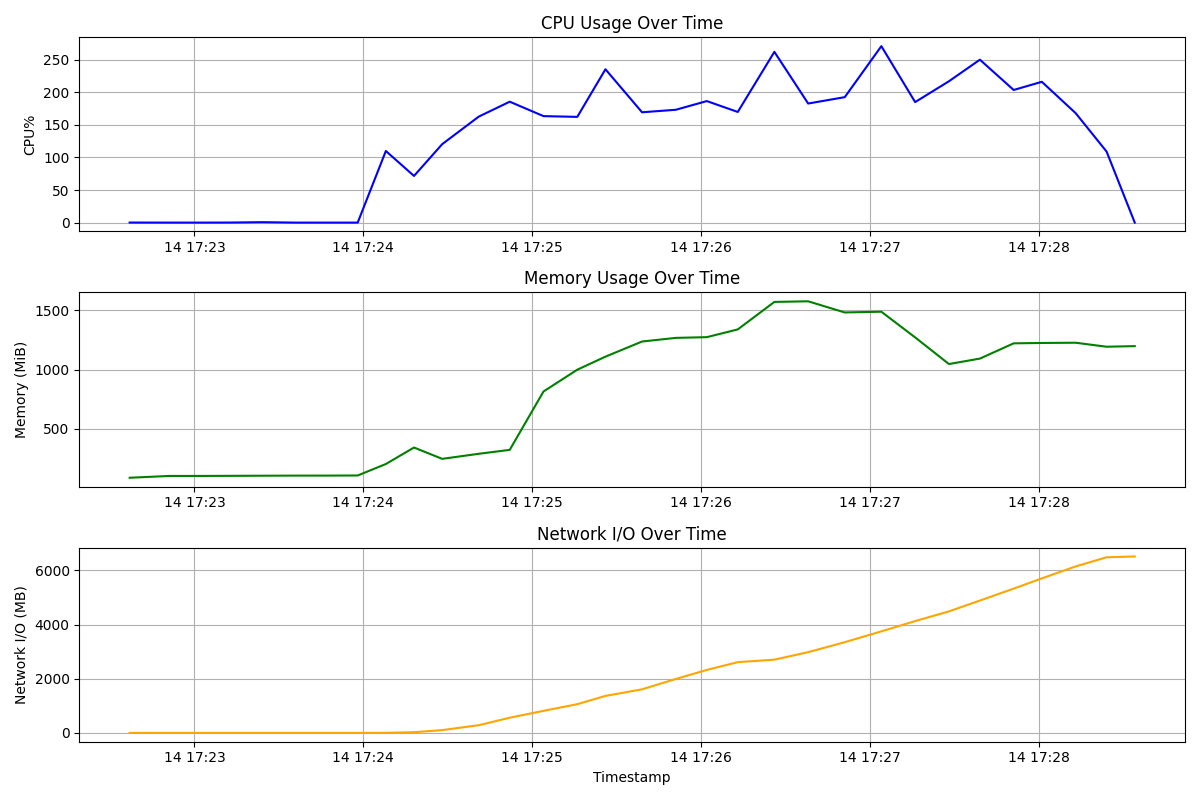 CPU Usage Over Time
CPU%
250
200
150
100
50
0
14 17:23 14 17:24 14 17:25 14 17:26 14 17:27 14 17:28
Memory Usage Over Time
Memory (MiB)
1500
1000
500
14 17:23 14 17:24 14 17:25 14 17:26 14 17:27 14 17:28
Network I/O Over Time
Network I/O (MB)
6000
4000
2000
0
14 17:23 14 17:24 14 17:25 14 17:26 14 17:27 14 17:28
Timestamp